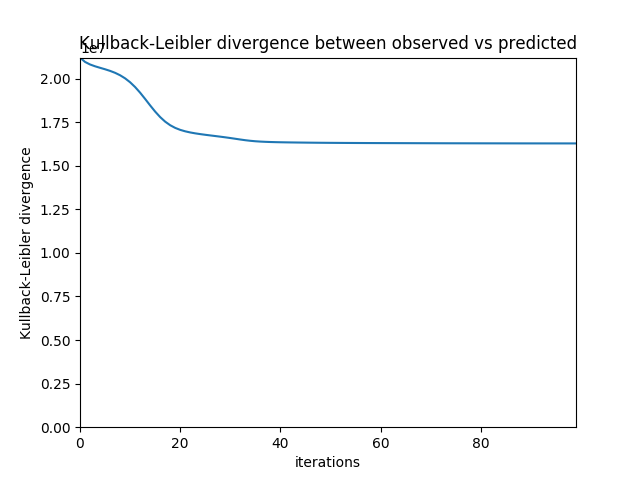 Kullback-Leibler divergence between observed vs predicted
1e7
2.00
1.75
1.50
1.25
1.00
0.75
0.50
0.25
0.00
Kullback-Leibler divergence
0 20 40 60 80
iterations